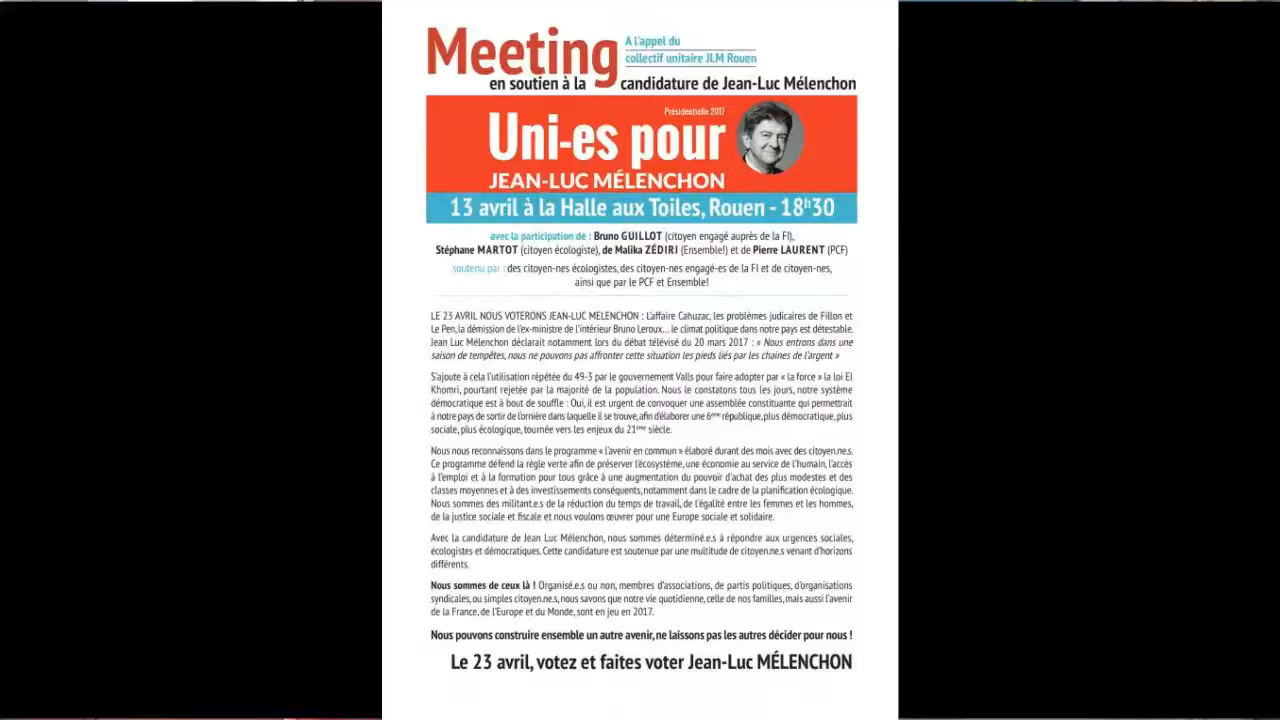 Meeting
A l'appel du
collectif unitaire JLM Rouen
en soutien à la candidature de Jean-Luc Mélenchon
Présidentielle 2017
Uni-es pour
JEAN-LUC MÉLENCHON
13 avril à la Halle aux Toiles, Rouen - 18h30
avec la participation de : Bruno GUILLOT (citoyen engagé auprès de la FI),
Stéphane MARTOT (citoyen écologiste), de Malika ZÉDIRI (Ensemble!) et de Pierre LAURENT (PCF)
soutenu par : des citoyen-nes écologistes, des citoyen-nes engagé-es de la FI et de citoyen-nes,
ainsi que par le PCF et Ensemble!
LE 23 AVRIL NOUS VOTERONS JEAN-LUC MELENCHON : L'affaire Cahuzac, les problèmes judicaires de Fillon et
Le Pen, la démission de l'ex-ministre de l'intérieur Bruno Leroux... le climat politique dans notre pays est détestable.
Jean Luc Mélenchon déclarait notamment lors du débat télévisé du 20 mars 2017 : « Nous entrons dans une
saison de tempêtes, nous ne pouvons pas affronter cette situation les pieds liés par les chaines de l'argent »
S'ajoute à cela l'utilisation répétée du 49-3 par le gouvernement Valls pour faire adopter par « la force » la loi El
Khomri, pourtant rejetée par la majorité de la population. Nous le constatons tous les jours, notre système
démocratique est à bout de souffle : Oui, il est urgent de convoquer une assemblée constituante qui permettrait
à notre pays de sortir de l'ornière dans laquelle il se trouve, afin d'élaborer une 6ème république, plus démocratique, plus
sociale, plus écologique, tournée vers les enjeux du 21ème siècle.
Nous nous reconnaissons dans le programme « l'avenir en commun » élaboré durant des mois avec des citoyen.ne.s.
Ce programme défend la règle verte afin de préserver l'écosystème, une économie au service de l'humain, l'accès
à l'emploi et à la formation pour tous grâce à une augmentation du pouvoir d'achat des plus modestes et des
classes moyennes et à des investissements conséquents, notamment dans le cadre de la planification écologique.
Nous sommes des militant.e.s de la réduction du temps de travail, de l'égalité entre les femmes et les hommes,
de la justice sociale et fiscale et nous voulons œuvrer pour une Europe sociale et solidaire.
Avec la candidature de Jean Luc Mélenchon, nous sommes déterminé.e.s à répondre aux urgences sociales,
écologistes et démocratiques. Cette candidature est soutenue par une multitude de citoyen.ne.s venant d'horizons
différents.
Nous sommes de ceux là ! Organisé.e.s ou non, membres d'associations, de partis politiques, d'organisations
syndicales, ou simples citoyen.ne.s, nous savons que notre vie quotidienne, celle de nos familles, mais aussi l'avenir
de la France, de l'Europe et du Monde, sont en jeu en 2017.
Nous pouvons construire ensemble un autre avenir, ne laissons pas les autres décider pour nous !
Le 23 avril, votez et faites voter Jean-Luc MÉLENCHON